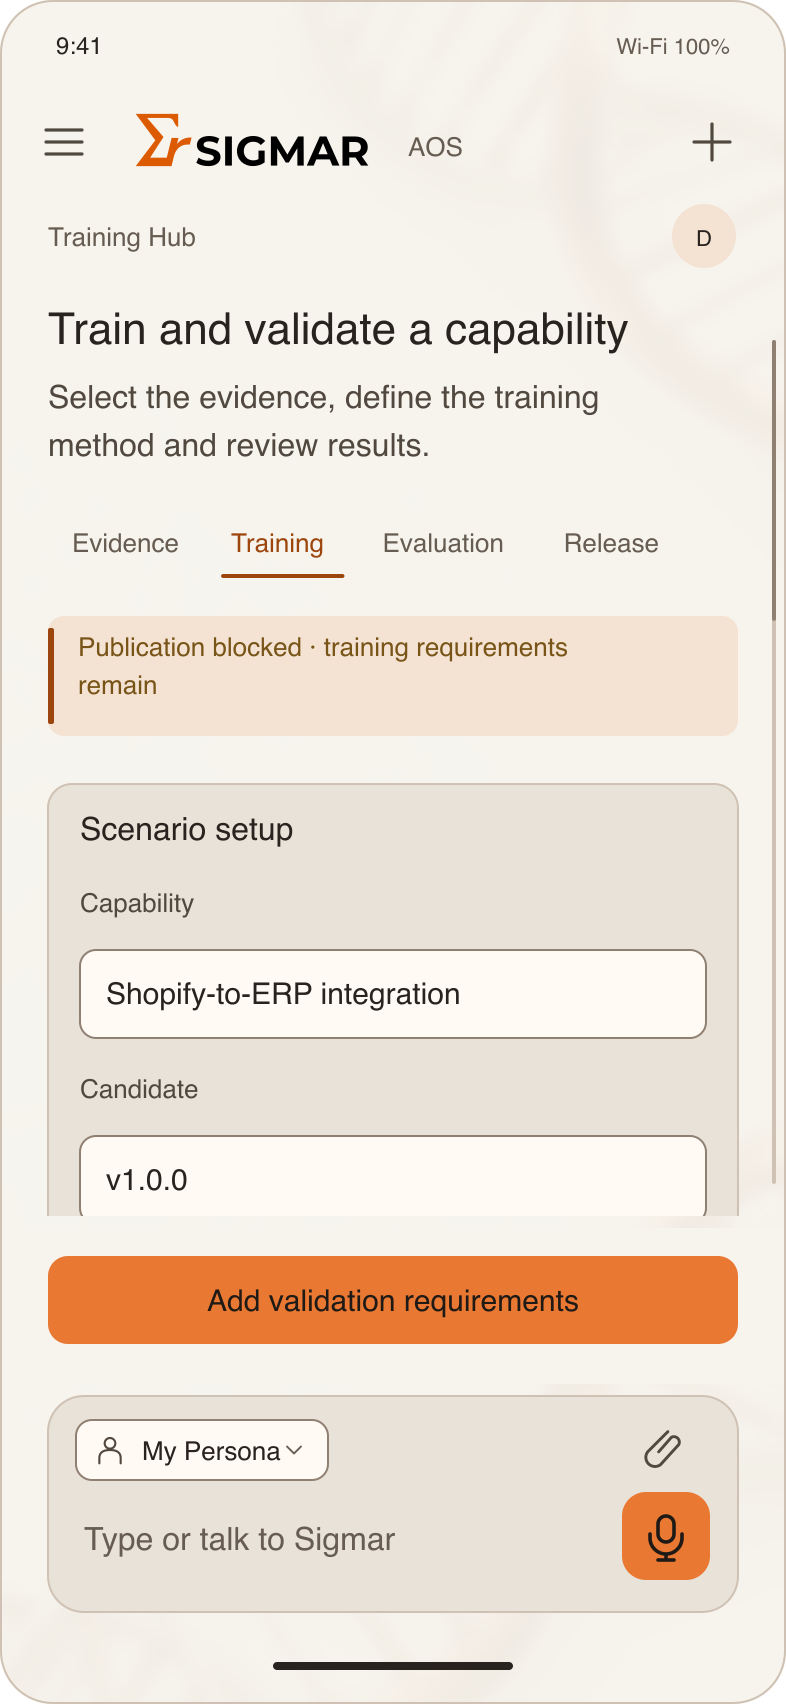 9:41
Wi-Fi 100%
Σr SIGMAR
AOS
Training Hub
D
Train and validate a capability
Select the evidence, define the training
method and review results.
Evidence
Training
Evaluation
Release
Publication blocked · training requirements
remain
Scenario setup
Capability
Shopify-to-ERP integration
Candidate
v1.0.0
Add validation requirements
My Persona
Type or talk to Sigmar